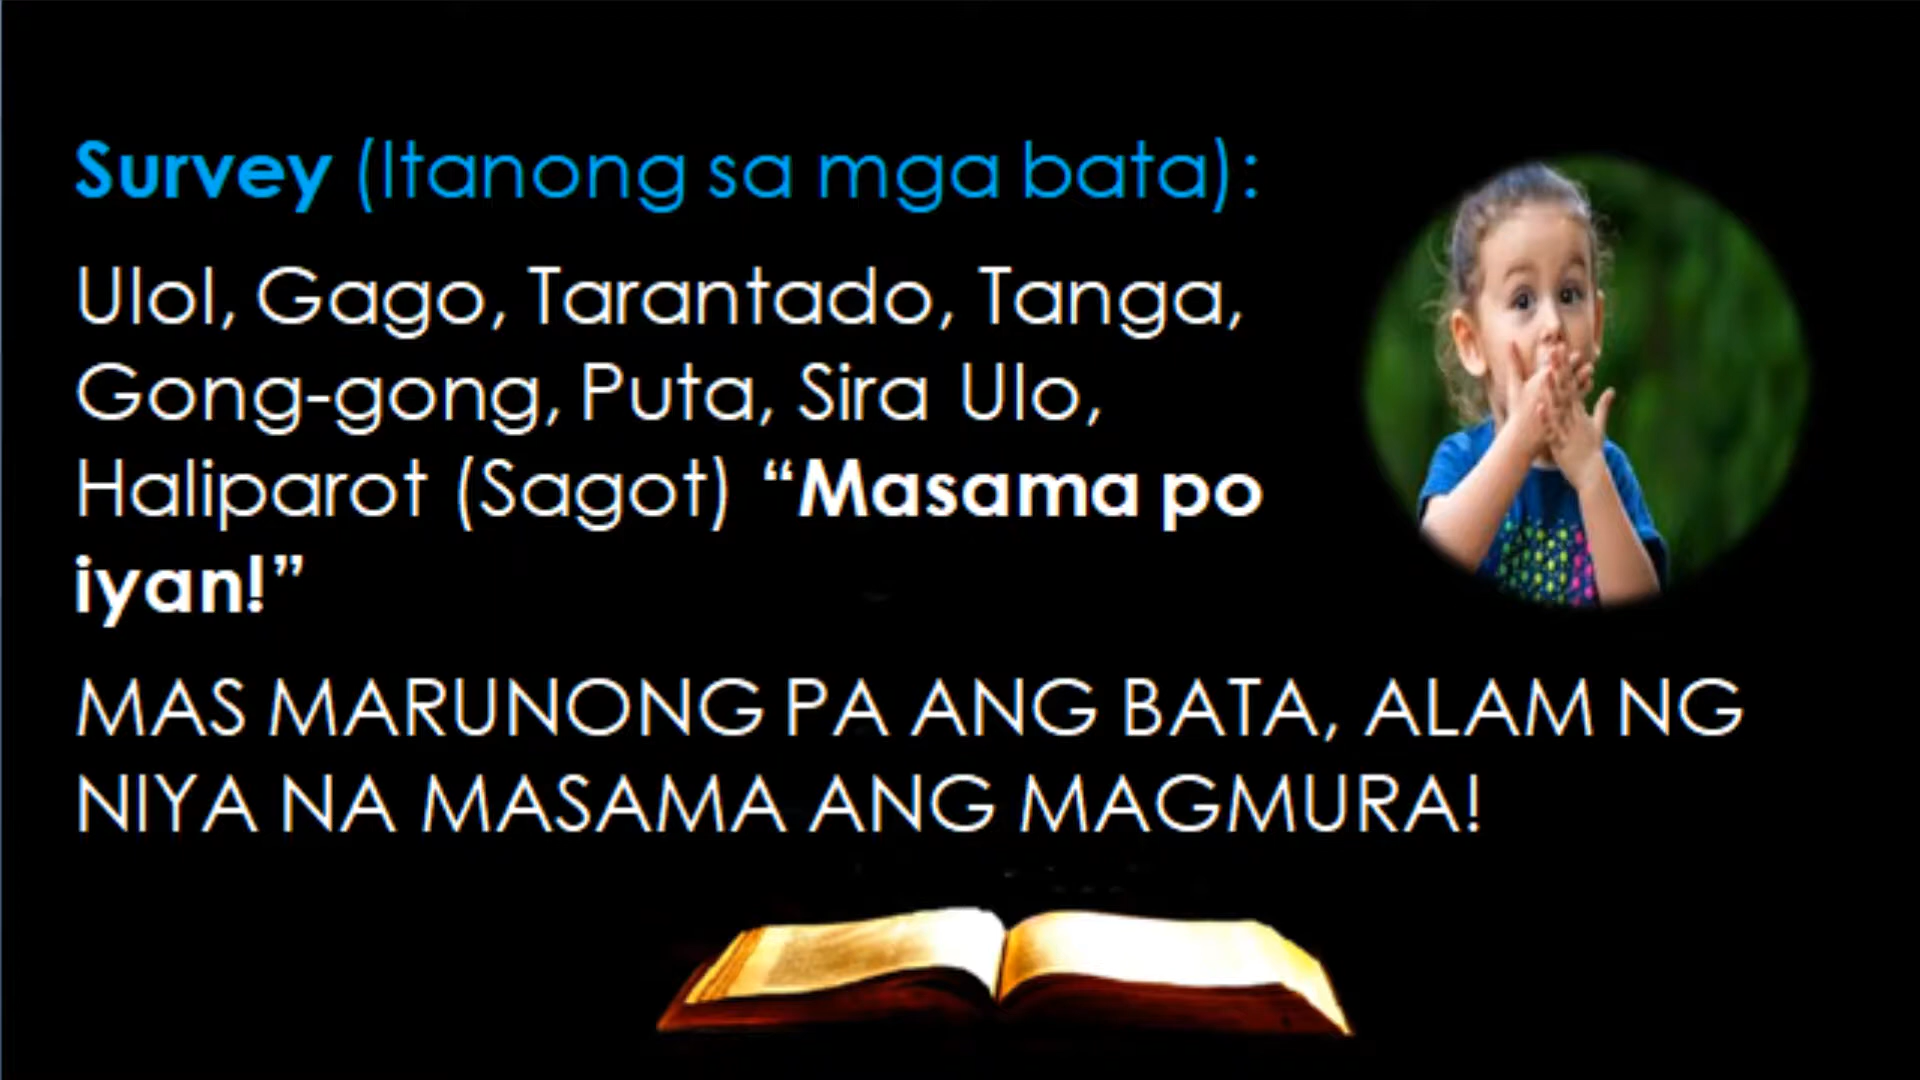 Survey (Itanong sa mga bata):
Ulol, Gago, Tarantado, Tanga,
Gong-gong, Puta, Sira Ulo,
Haliparot (Sagot) “Masama po
iyan!”
MAS MARUNONG PA ANG BATA, ALAM NG
NIYA NA MASAMA ANG MAGMURA!